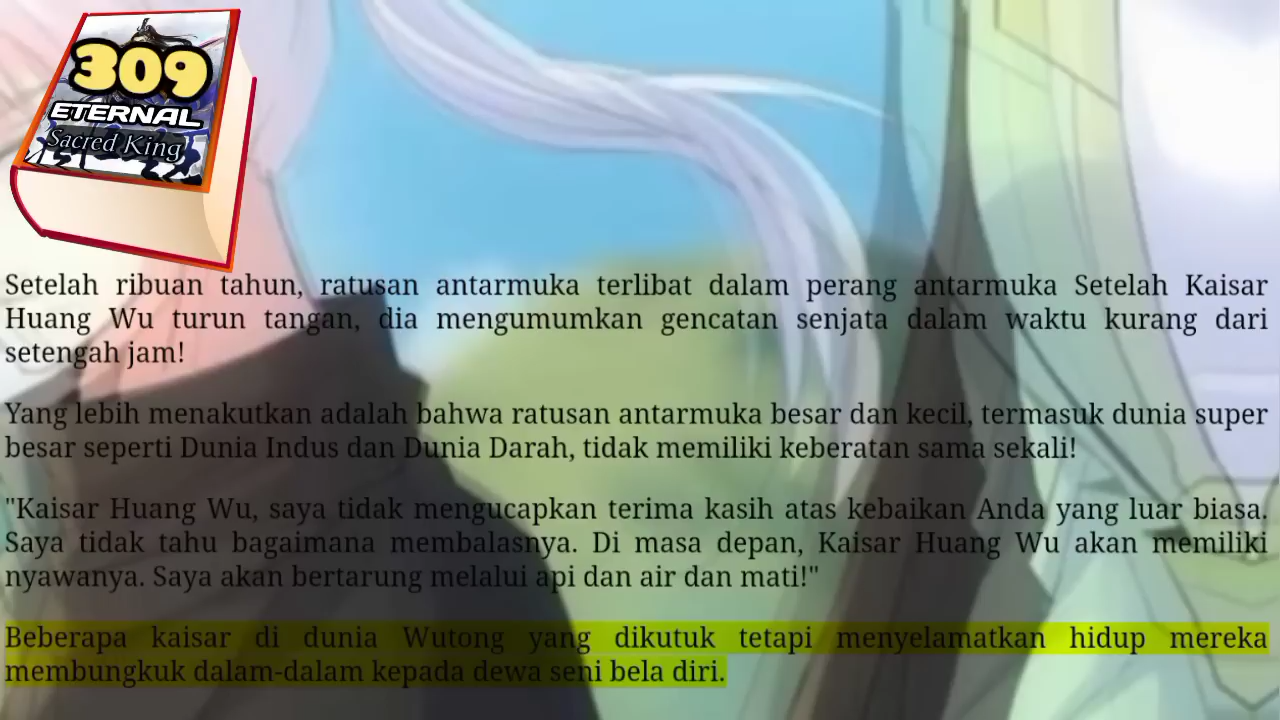 309
ETERNAL
Sacred King
Setelah ribuan tahun, ratusan antarmuka terlibat dalam perang antarmuka Setelah Kaisar
Huang Wu turun tangan, dia mengumumkan gencatan senjata dalam waktu kurang dari
setengah jam!
Yang lebih menakutkan adalah bahwa ratusan antarmuka besar dan kecil, termasuk dunia super
besar seperti Dunia Indus dan Dunia Darah, tidak memiliki keberatan sama sekali!
"Kaisar Huang Wu, saya tidak mengucapkan terima kasih atas kebaikan Anda yang luar biasa.
Saya tidak tahu bagaimana membalasnya. Di masa depan, Kaisar Huang Wu akan memiliki
nyawanya. Saya akan bertarung melalui api dan air dan mati!"
Beberapa kaisar di dunia Wutong yang dikutuk tetapi menyelamatkan hidup mereka
membungkuk dalam-dalam kepada dewa seni bela diri.